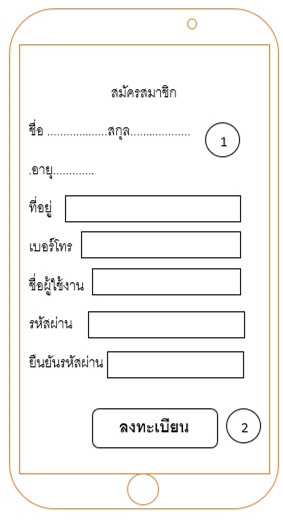 สมัครสมาชิก
ชื่อ ..................สกุล..................
1
.อายุ............
ที่อยู่
เบอร์โทร
ชื่อผู้ใช้งาน
รหัสผ่าน
ยืนยันรหัสผ่าน
ลงทะเบียน
2